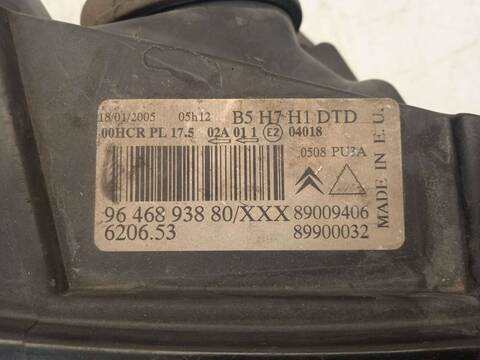 18/01/2005 05h12 B5 H7 H1 DTD
00HCR PL 17.5 02A 01 1 E2 04018
0508 PU3A
MADE IN E.U.
96 468 938 80/XXX 89009406
6206.53 89900032